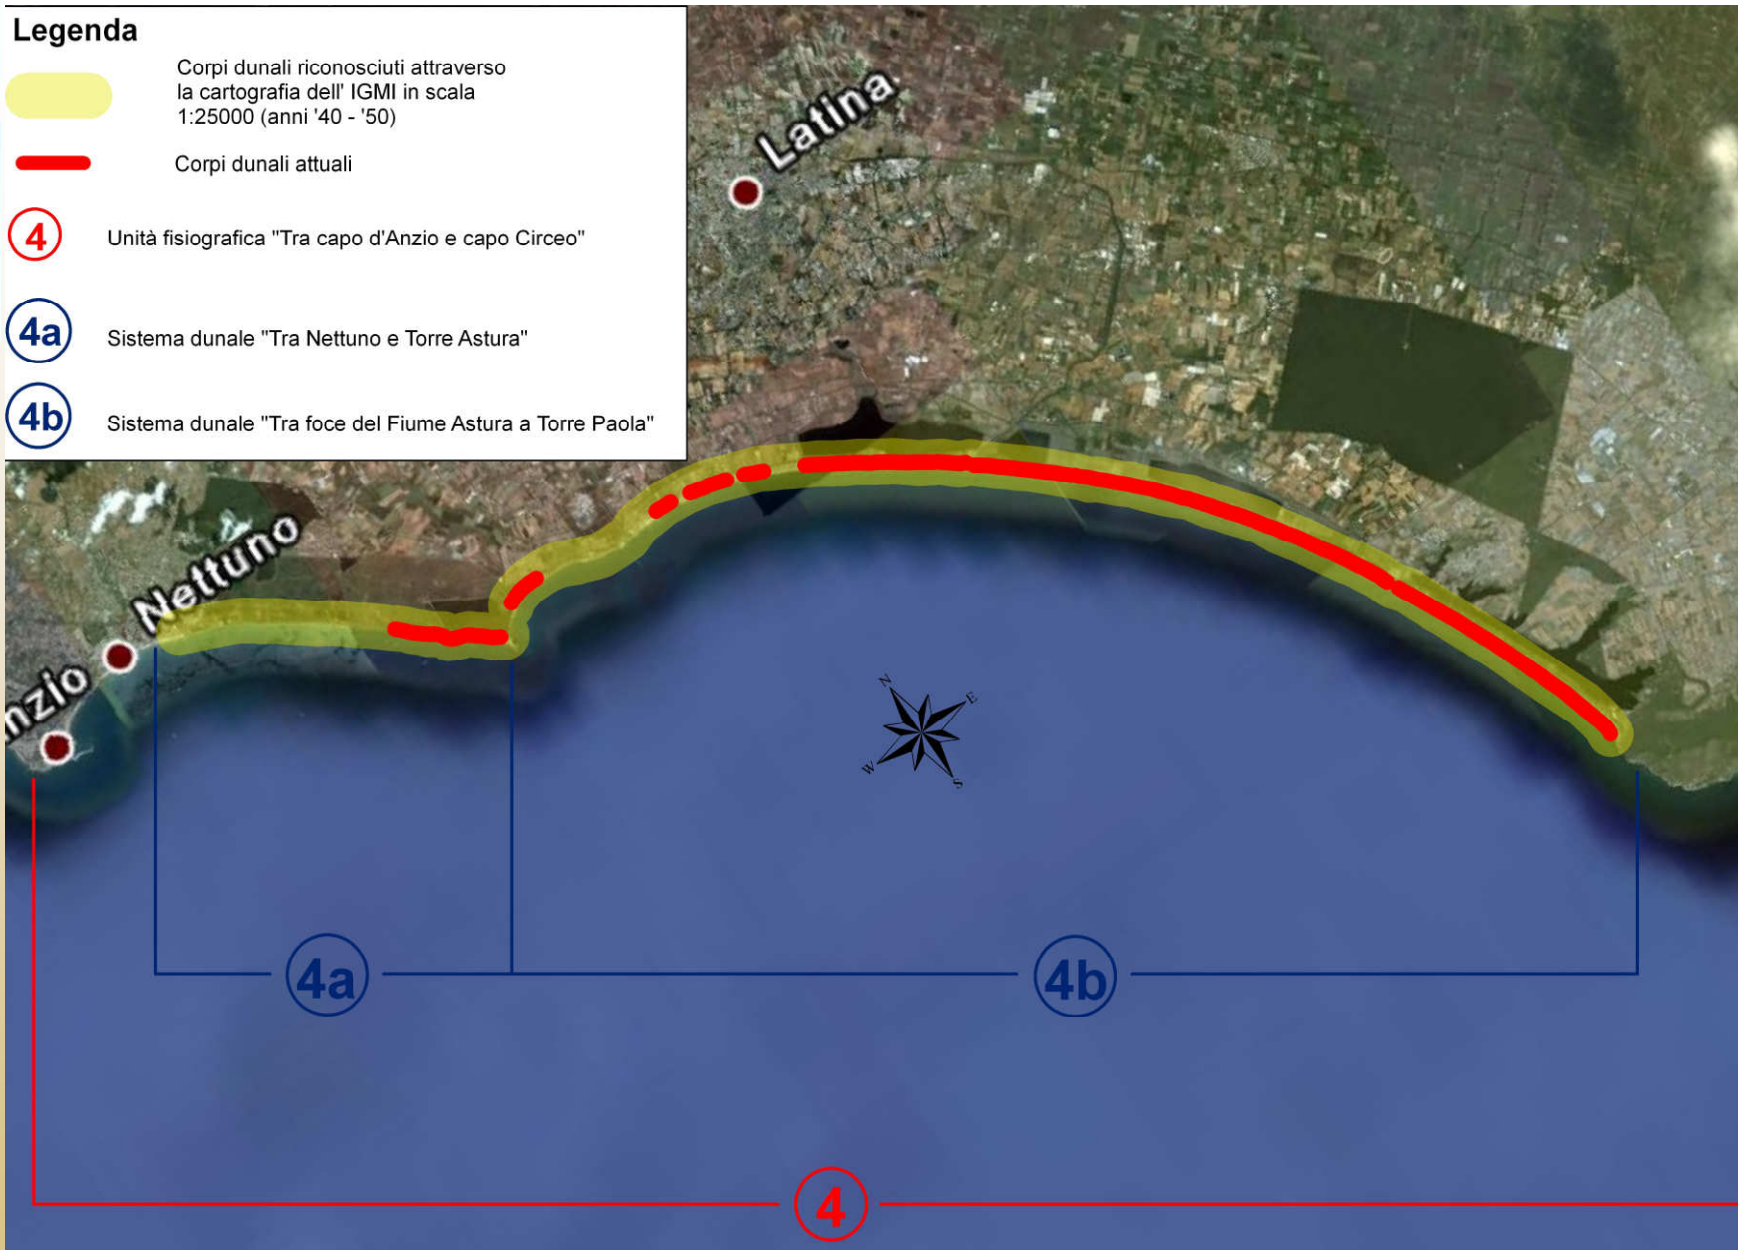 Legenda
Corpi dunali riconosciuti attraverso
la cartografia dell' IGMI in scala
1:25000 (anni '40 - '50)
Corpi dunali attuali
4
Unità fisiografica "Tra capo d'Anzio e capo Circeo"
4a
Sistema dunale "Tra Nettuno e Torre Astura"
4b
Sistema dunale "Tra foce del Fiume Astura a Torre Paola"
Latina
Nettuno
nzio
N
E
W
S
4a
4b
4